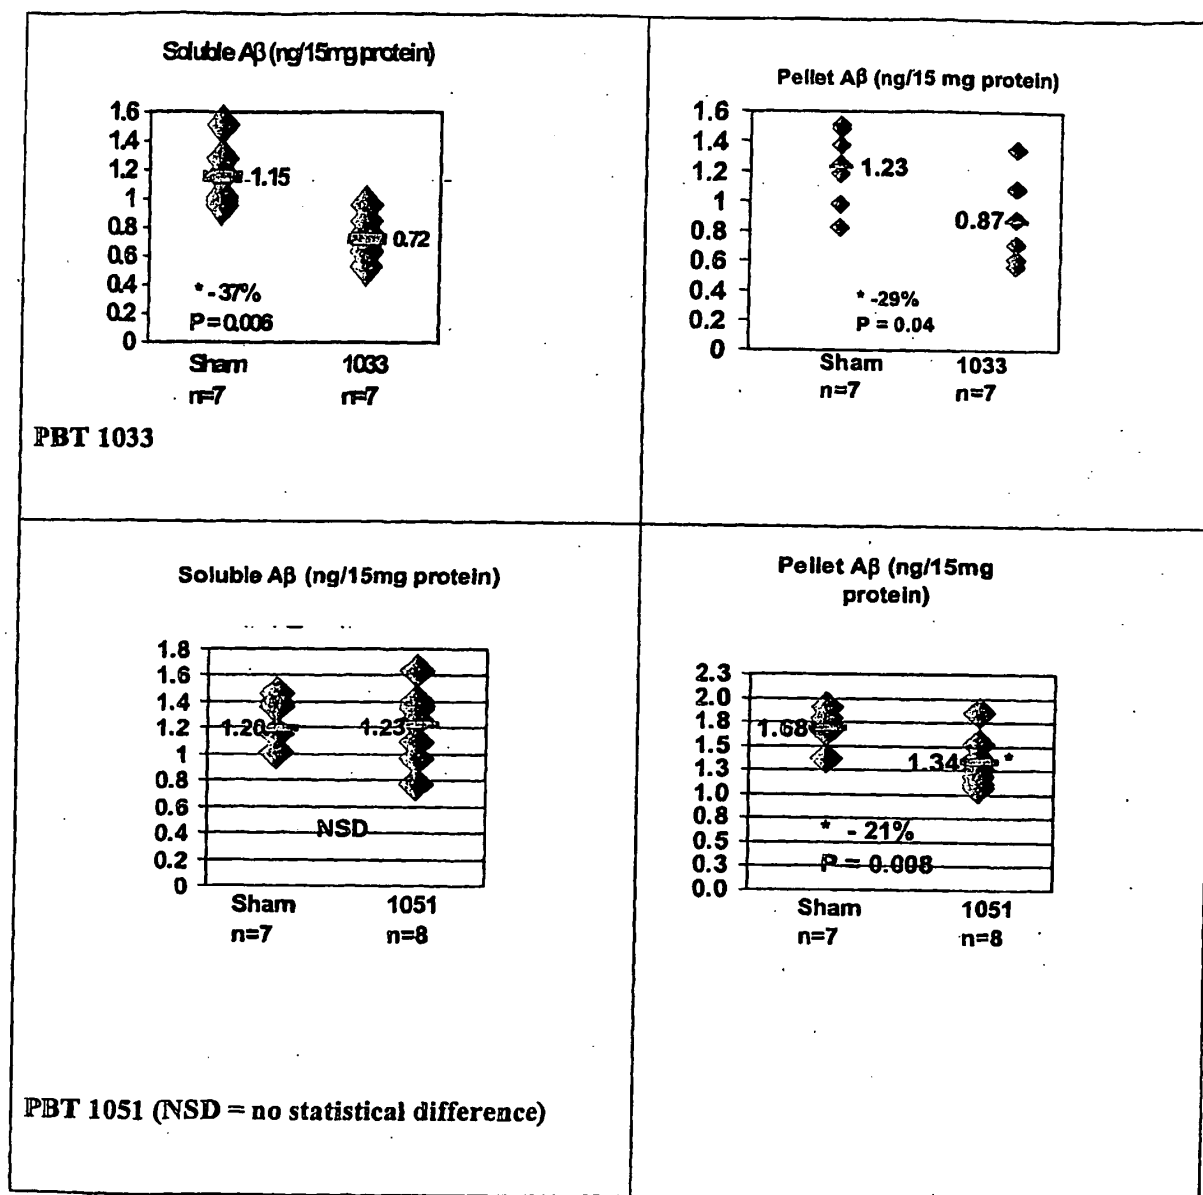 Soluble Aβ (ng/15mg protein)
1.6
1.4
1.2
1
0.8
0.6
0.4
0.2
0
1.15
0.72
* -37%
P=0.006
Sham
n=7
1033
n=7
PBT 1033
Pellet Aβ (ng/15 mg protein)
1.6
1.4
1.2
1
0.8
0.6
0.4
0.2
0
1.23
0.87
* -29%
P = 0.04
Sham
n=7
1033
n=7
Soluble Aβ (ng/15mg protein)
1.8
1.6
1.4
1.2
1
0.8
0.6
0.4
0.2
0
1.20
1.23
NSD
Sham
n=7
1051
n=8
PBT 1051 (NSD = no statistical difference)
Pellet Aβ (ng/15mg
protein)
2.3
2.0
1.8
1.5
1.3
1.0
0.8
0.5
0.3
0.0
1.68
1.34
*
* - 21%
P = 0.008
Sham
n=7
1051
n=8